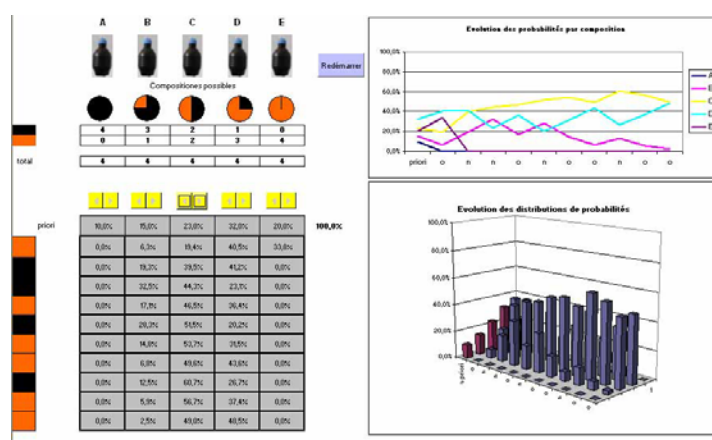 A B C D E
Redémarrer
Compositiones possibles
4 3 2 1 0
0 1 2 3 4
total 4 4 4 4 4
priori 10,0% 15,0% 23,0% 32,0% 20,0% 100,0%
0,0% 6,3% 19,4% 40,5% 33,8%
0,0% 19,3% 39,5% 41,2% 0,0%
0,0% 32,5% 44,3% 23,1% 0,0%
0,0% 17,1% 46,5% 36,4% 0,0%
0,0% 28,3% 51,5% 20,2% 0,0%
0,0% 14,8% 53,7% 31,5% 0,0%
0,0% 6,8% 49,6% 43,6% 0,0%
0,0% 12,5% 60,7% 26,7% 0,0%
0,0% 5,9% 56,7% 37,4% 0,0%
0,0% 2,5% 49,0% 48,5% 0,0%
Evolution des probabilités par composition
100,0%
80,0%
60,0%
40,0%
20,0%
0,0%
priori o n n o n o o n o o
A
Evolution des distributions de probabilités
100,0%
80,0%
60,0%
40,0%
20,0%
0,0%
1